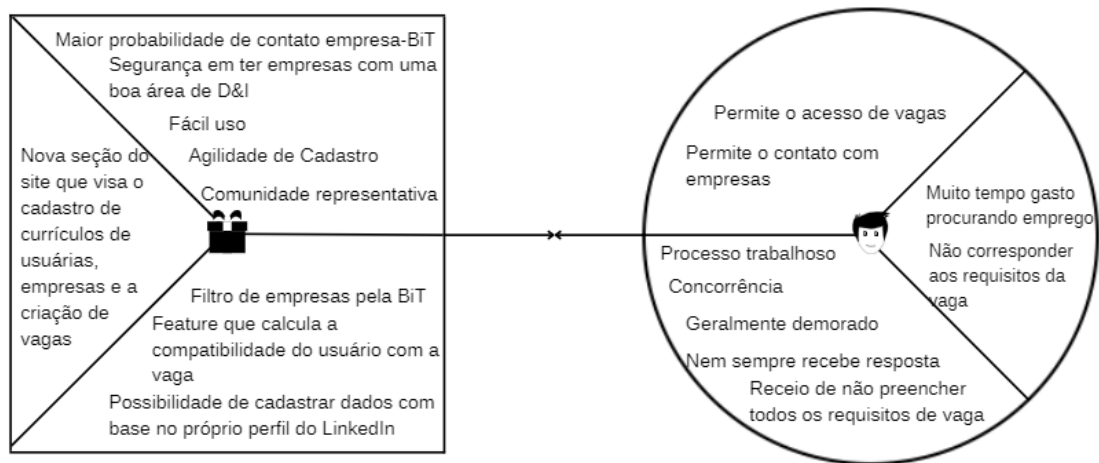 Maior probabilidade de contato empresa-BiT
Segurança em ter empresas com uma
boa área de D&I
Fácil uso
Agilidade de Cadastro
Comunidade representativa
Nova seção do
site que visa o
cadastro de
currículos de
usuárias,
empresas e a
criação de
vagas
Filtro de empresas pela BiT
Feature que calcula a
compatibilidade do usuário com a
vaga
Possibilidade de cadastrar dados com
base no próprio perfil do LinkedIn
Permite o acesso de vagas
Permite o contato com
empresas
Muito tempo gasto
procurando emprego
Não corresponder
aos requisitos da
vaga
Processo trabalhoso
Concorrência
Geralmente demorado
Nem sempre recebe resposta
Receio de não preencher
todos os requisitos de vaga